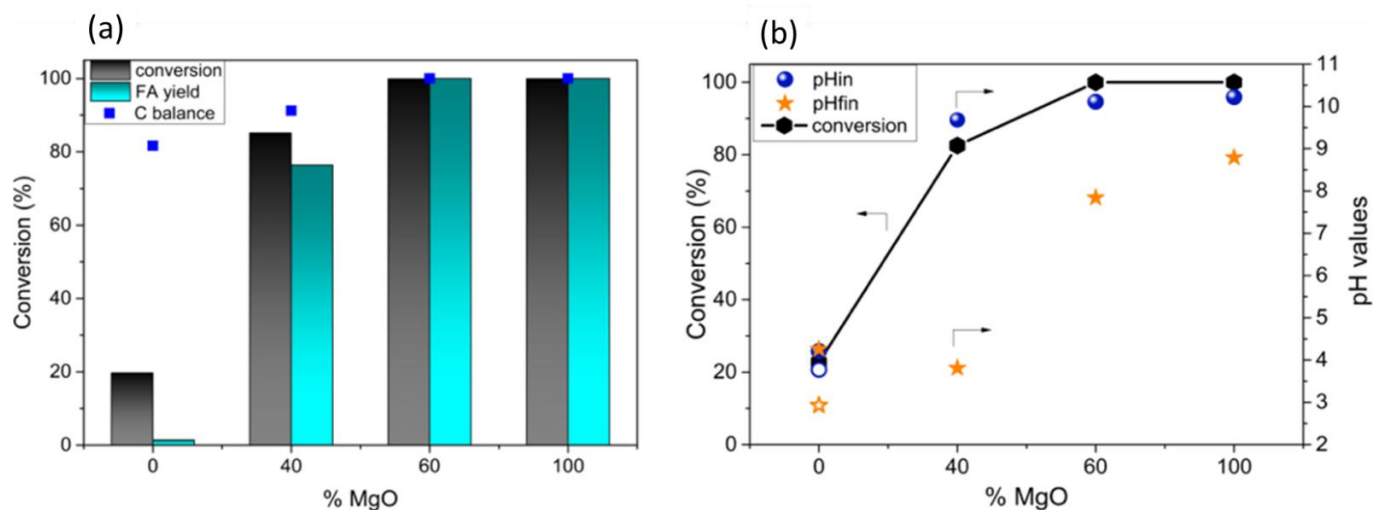 (a)
conversion
FA yield
C balance
100
80
60
40
20
0
Conversion (%)
0 40 60 100
% MgO
(b)
pHin
pHfin
conversion
100
80
60
40
20
0
Conversion (%)
11
10
9
8
7
6
5
4
3
2
pH values
0 40 60 100
% MgO